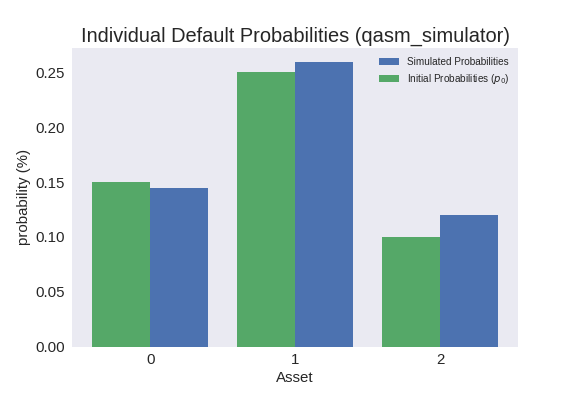 Individual Default Probabilities (qasm_simulator)
Simulated Probabilities
Initial Probabilities (p₀)
probability (%)
0.25
0.20
0.15
0.10
0.05
0.00
0 1 2
Asset